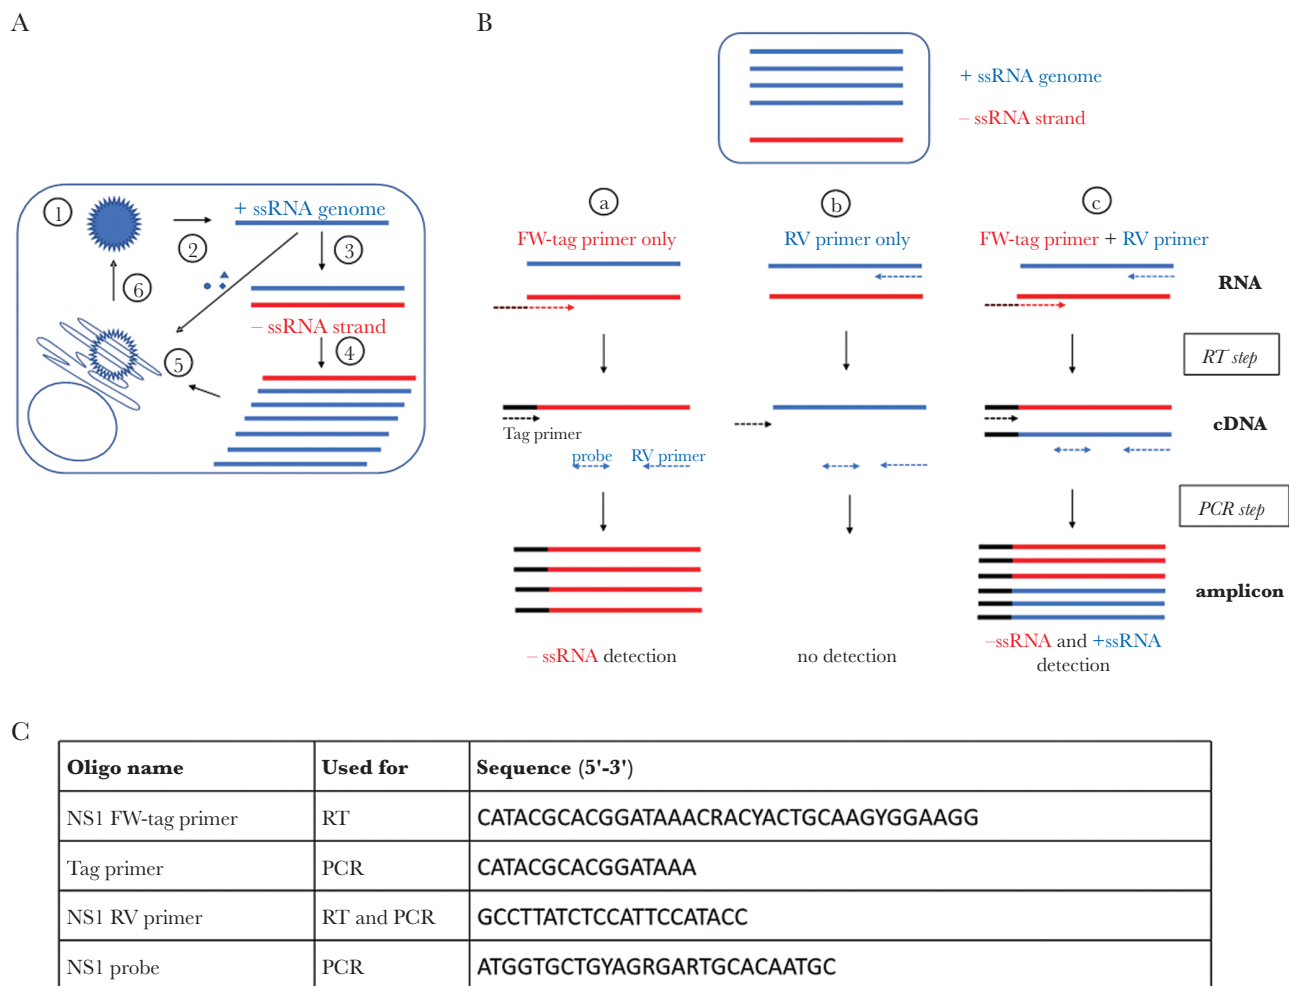 A
B
+ ssRNA genome
– ssRNA strand
1
2
+ ssRNA genome
3
6
– ssRNA strand
4
5
a
b
c
FW-tag primer only
RV primer only
FW-tag primer + RV primer
RNA
RT step
cDNA
Tag primer
probe
RV primer
PCR step
amplicon
– ssRNA detection
no detection
–ssRNA and +ssRNA
detection
C
Oligo name Used for Sequence (5'-3')
NS1 FW-tag primer RT CATACGCACGGATAAACRACYACTGCAAGYGGAAGG
Tag primer PCR CATACGCACGGATAAA
NS1 RV primer RT and PCR GCCTTATCTCCATTCCATACC
NS1 probe PCR ATGGTGCTGYAGRGARTGCACAATGC